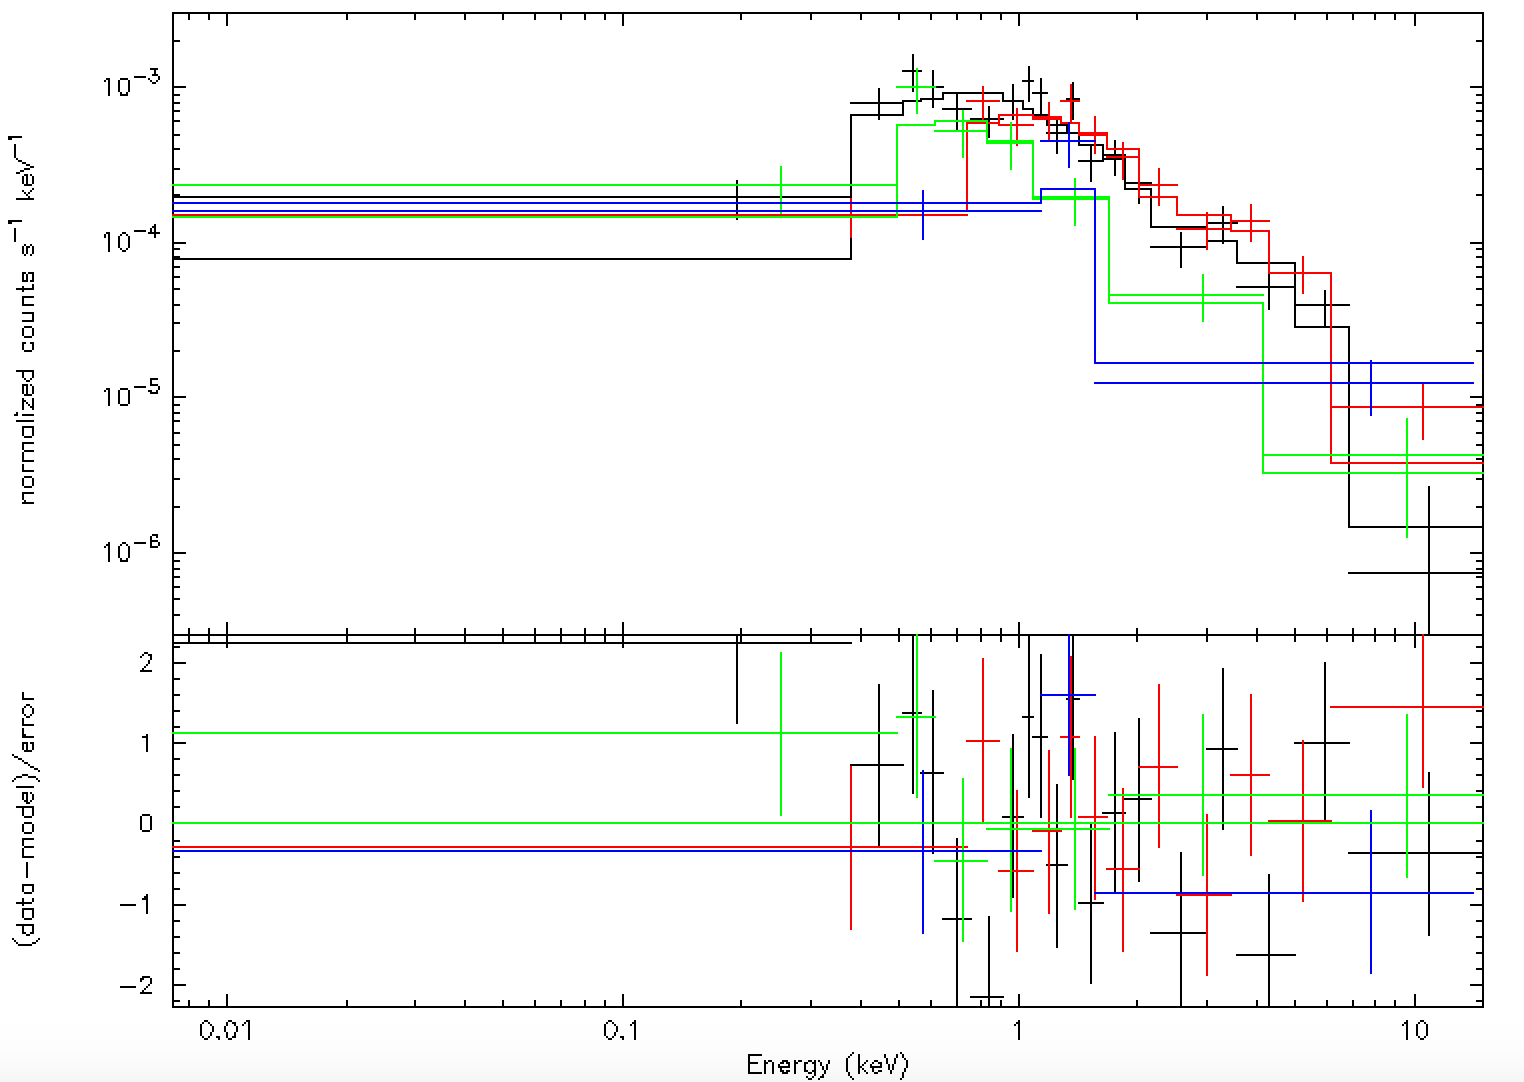 normalized counts s⁻¹ keV⁻¹
10⁻³
10⁻⁴
10⁻⁵
10⁻⁶
(data−model)/error
2
1
0
−1
−2
0.01 0.1 1 10
Energy (keV)